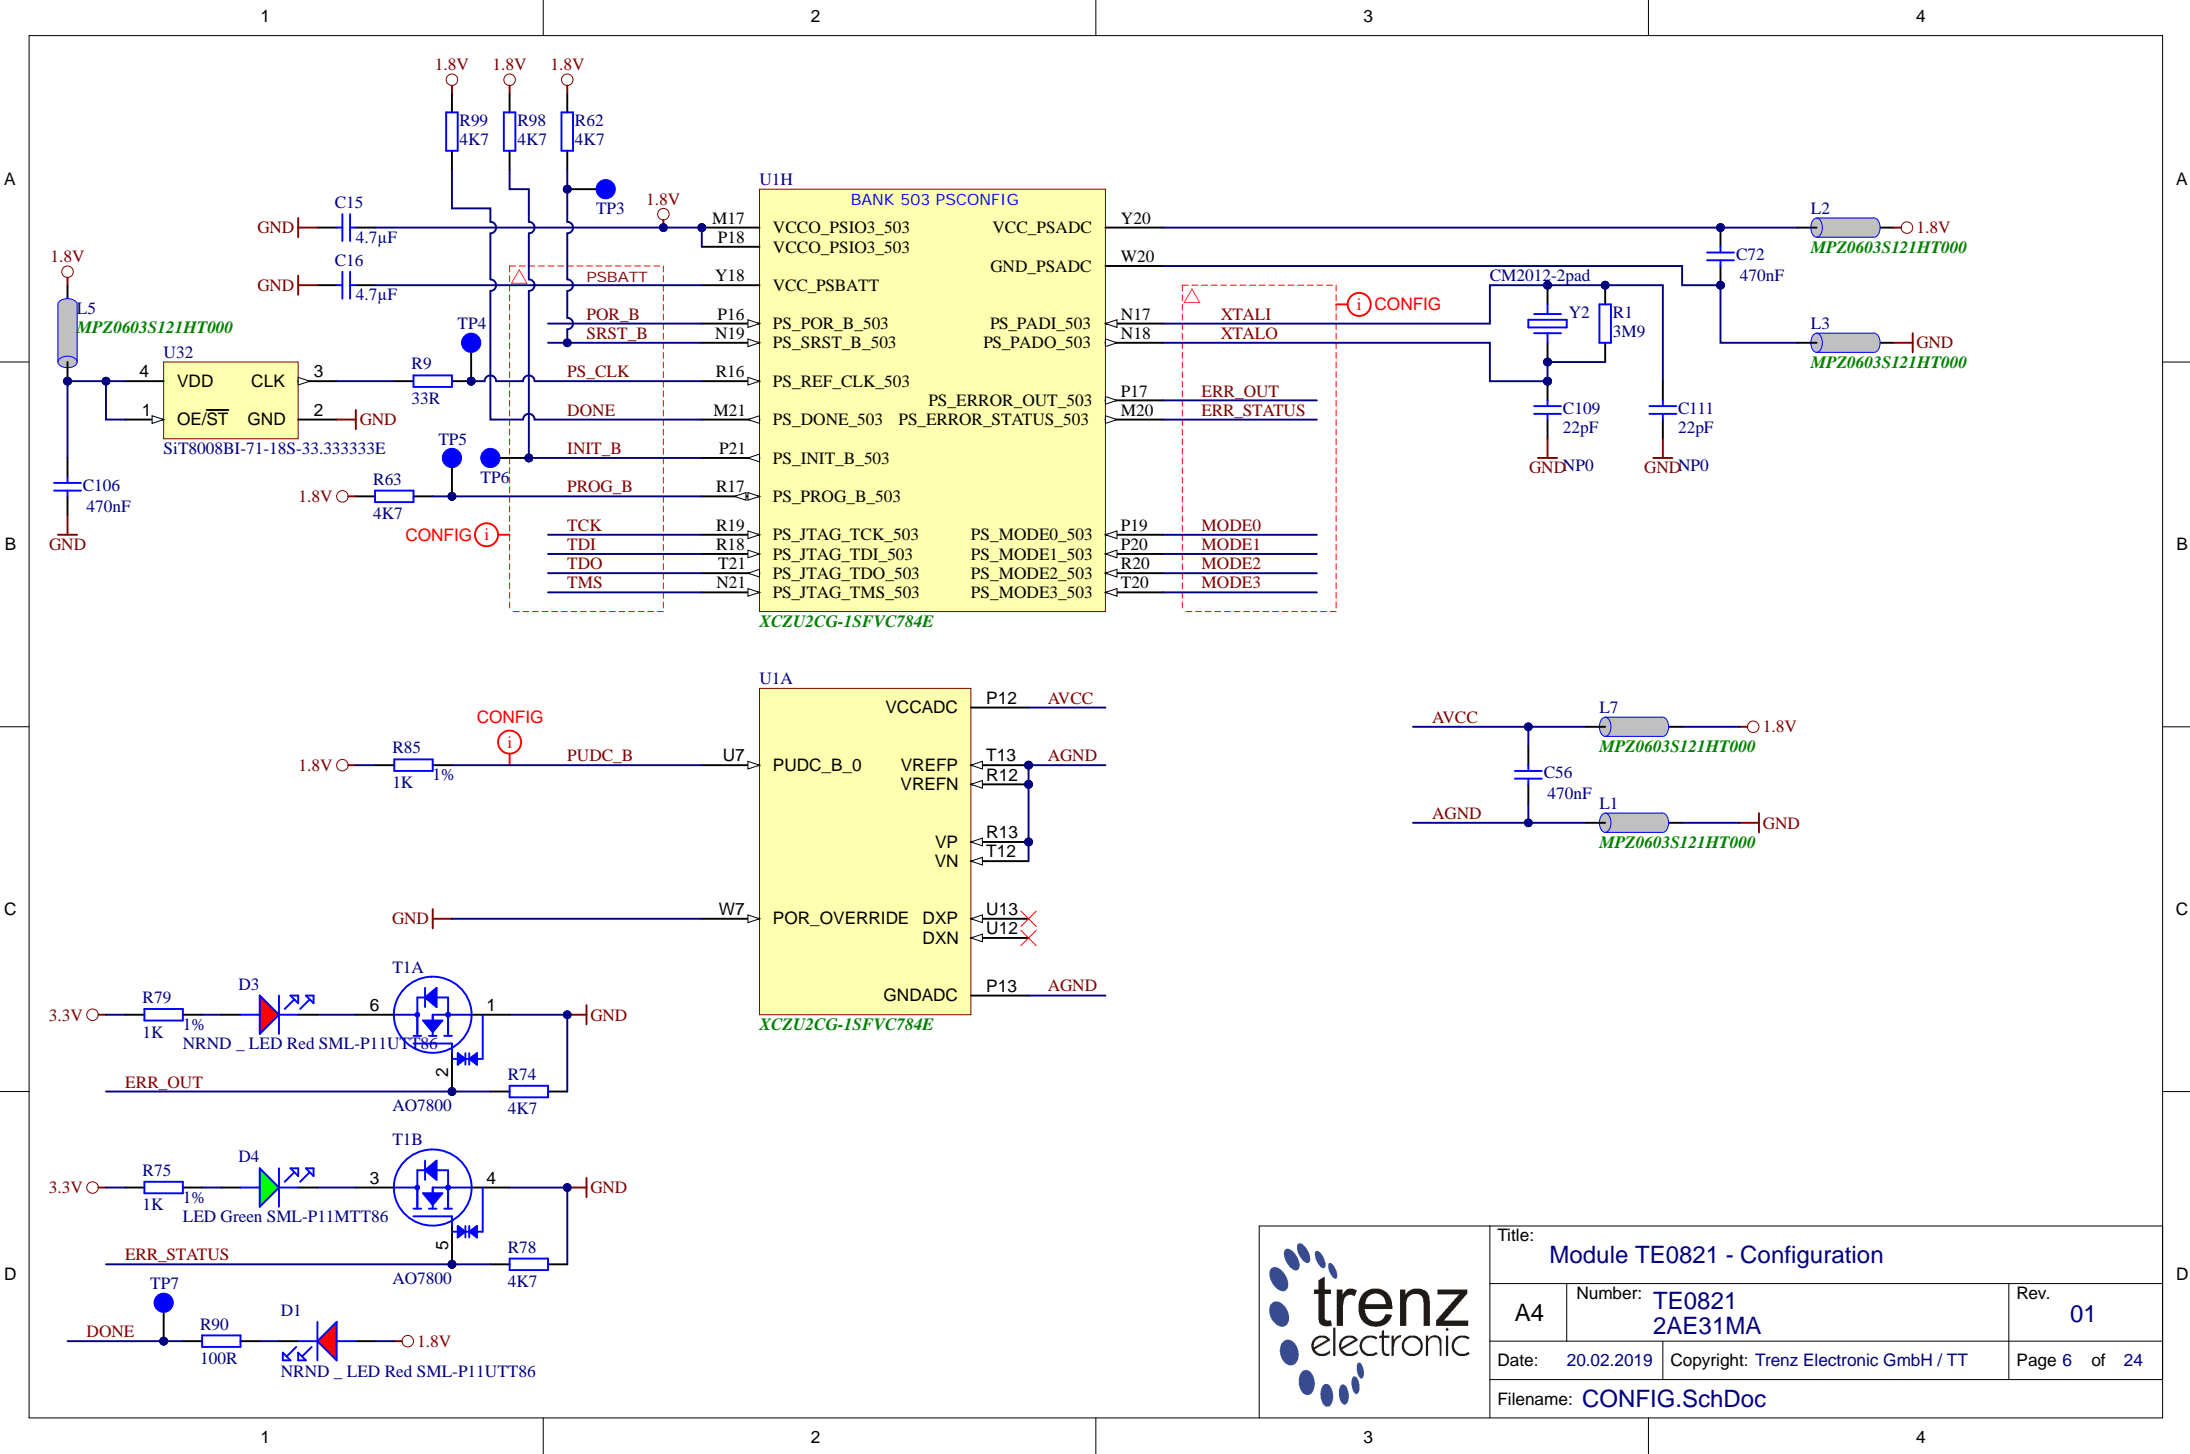 1 2 3 4
A
B
C
D
A
B
C
D
1.8V 1.8V 1.8V
R99
4K7
R98
4K7
R62
4K7
TP3
C15
GND
4.7µF
1.8V
C16
GND
4.7µF
1.8V
L5
MPZ0603S121HT000
U32
4 VDD CLK 3
1 OE/ST GND 2 GND
SiT8008BI-71-18S-33.333333E
C106
470nF
GND
TP4
R9
33R
TP5
TP6
1.8V
R63
4K7
CONFIG
PSBATT
POR_B
SRST_B
PS_CLK
DONE
INIT_B
PROG_B
TCK
TDI
TDO
TMS
U1H
BANK 503 PSCONFIG
M17 VCCO_PSIO3_503
P18 VCCO_PSIO3_503
Y18 VCC_PSBATT
P16 PS_POR_B_503
N19 PS_SRST_B_503
R16 PS_REF_CLK_503
M21 PS_DONE_503
P21 PS_INIT_B_503
R17 PS_PROG_B_503
R19 PS_JTAG_TCK_503
R18 PS_JTAG_TDI_503
T21 PS_JTAG_TDO_503
N21 PS_JTAG_TMS_503
VCC_PSADC Y20
GND_PSADC W20
PS_PADI_503 N17 XTALI
PS_PADO_503 N18 XTALO
PS_ERROR_OUT_503 P17 ERR_OUT
PS_ERROR_STATUS_503 M20 ERR_STATUS
PS_MODE0_503 P19 MODE0
PS_MODE1_503 P20 MODE1
PS_MODE2_503 R20 MODE2
PS_MODE3_503 T20 MODE3
XCZU2CG-1SFVC784E
i CONFIG
CM2012-2pad
Y2
R1
3M9
C109
22pF
GND NP0
C111
22pF
GND NP0
L2
1.8V
MPZ0603S121HT000
C72
470nF
L3
GND
MPZ0603S121HT000
U1A
VCCADC P12 AVCC
CONFIG
i
R85
1.8V
1K
1%
PUDC_B
U7 PUDC_B_0
VREFP T13 AGND
VREFN R12
VP R13
VN T12
GND
W7 POR_OVERRIDE
DXP U13
DXN U12
GNDADC P13 AGND
XCZU2CG-1SFVC784E
AVCC
L7
1.8V
MPZ0603S121HT000
C56
470nF
AGND
L1
GND
MPZ0603S121HT000
T1A
3.3V
R79
1K
1%
D3
6 1 GND
NRND _ LED Red SML-P11UTT86
2
ERR_OUT
AO7800
R74
4K7
T1B
3.3V
R75
1K
1%
D4
3 4 GND
LED Green SML-P11MTT86
5
ERR_STATUS
AO7800
R78
4K7
TP7
DONE
R90
100R
D1
1.8V
NRND _ LED Red SML-P11UTT86
trenz
electronic
Title:
Module TE0821 - Configuration
A4
Number: TE0821
2AE31MA
Rev.
01
Date: 20.02.2019 Copyright: Trenz Electronic GmbH / TT Page 6 of 24
Filename: CONFIG.SchDoc
1 2 3 4